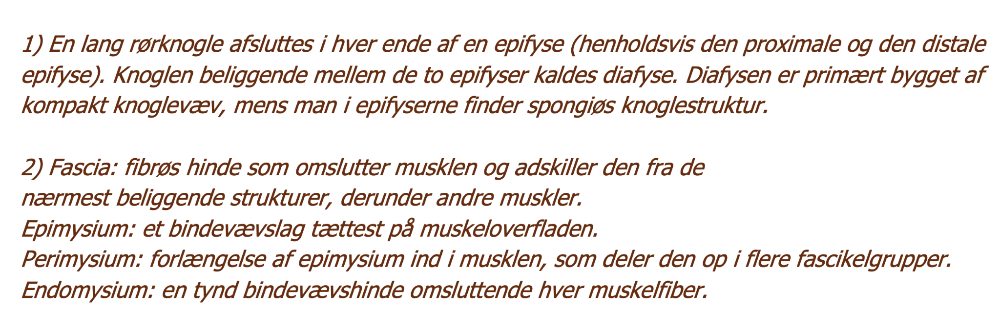 1) En lang rørknogle afsluttes i hver ende af en epifyse (henholdsvis den proximale og den distale
epifyse). Knoglen beliggende mellem de to epifyser kaldes diafyse. Diafysen er primært bygget af
kompakt knoglevæv, mens man i epifyserne finder spongiøs knoglestruktur.
2) Fascia: fibrøs hinde som omslutter musklen og adskiller den fra de
nærmest beliggende strukturer, derunder andre muskler.
Epimysium: et bindevævslag tættest på muskeloverfladen.
Perimysium: forlængelse af epimysium ind i musklen, som deler den op i flere fascikelgrupper.
Endomysium: en tynd bindevævshinde omsluttende hver muskelfiber.